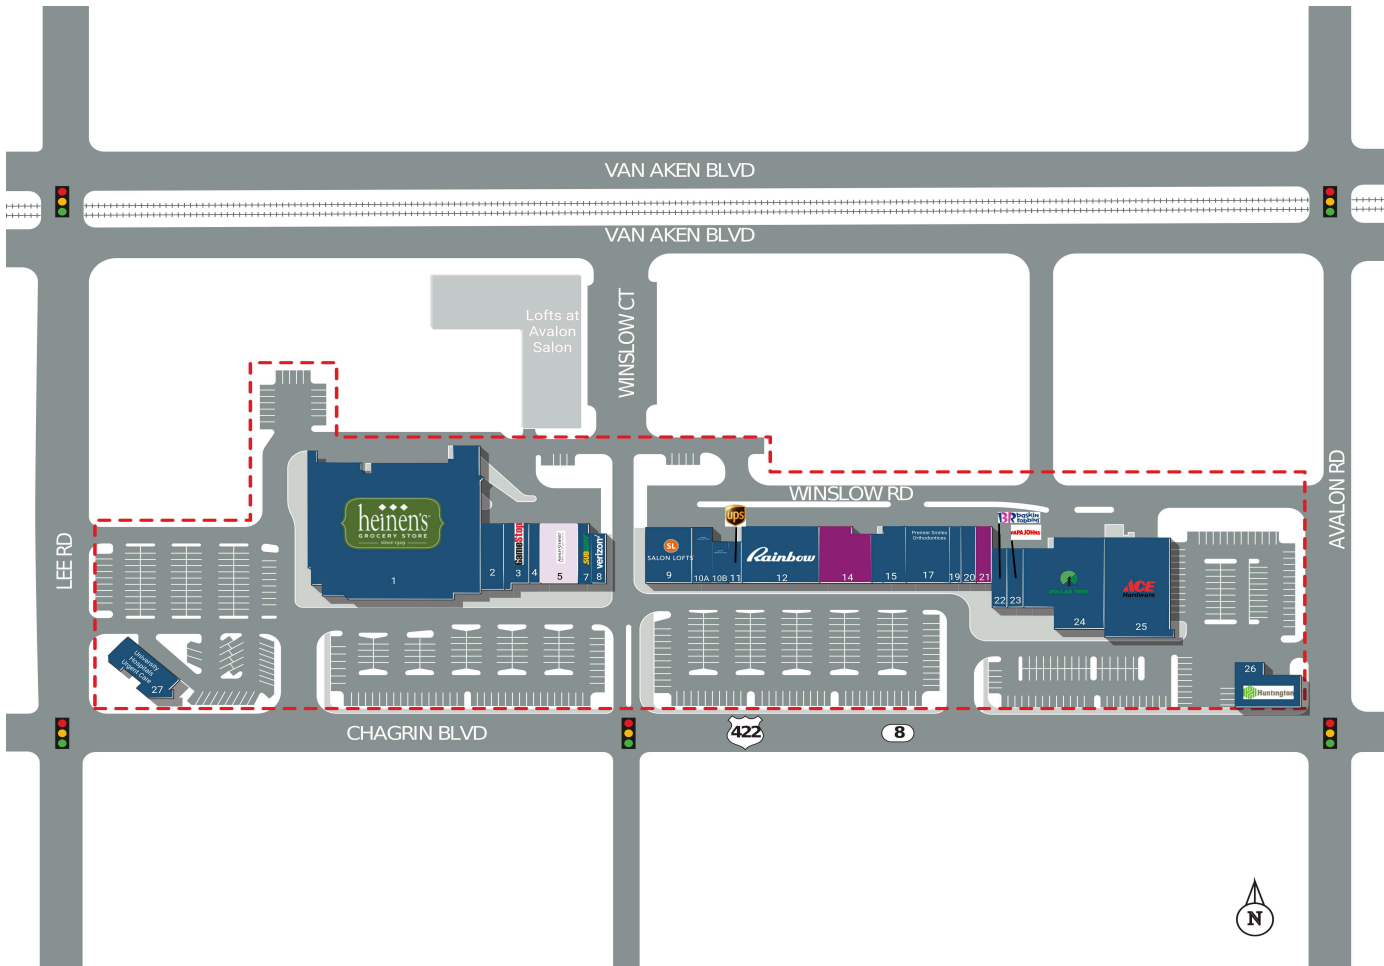 VAN AKEN BLVD
VAN AKEN BLVD
Lofts at
Avalon
Salon
WINSLOW CT
LEE RD
AVALON RD
WINSLOW RD
heinen's
GROCERY STORE
since 1929
1
2
GameStop
3
4
5
7
verizon
8
SL
SALON LOFTS
9
10A
10B
ups
11
Rainbow
12
14
15
Premier Smiles
Orthodontics
17
19
20
21
BR baskin
robbins
PAPA JOHNS
22
23
DOLLAR TREE
24
ACE
Hardware
25
26
Huntington
University
Hospitals
Urgent Care
27
CHAGRIN BLVD
422
8
N